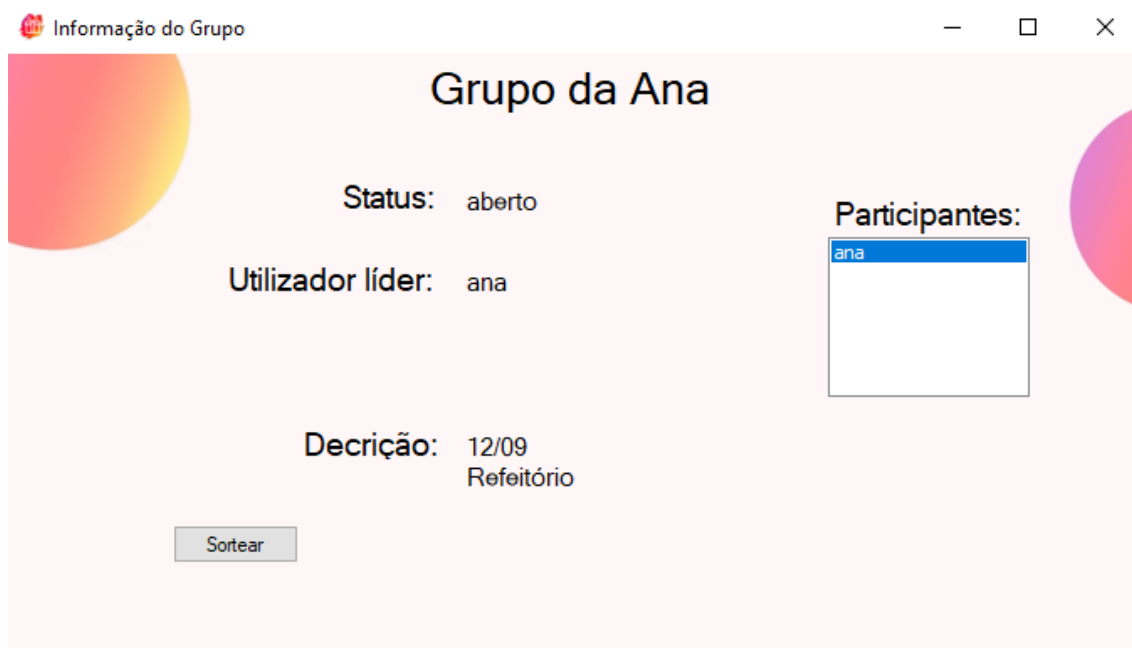 Informação do Grupo
Grupo da Ana
Status: aberto
Participantes:
ana
Utilizador líder: ana
Decrição: 12/09
Refeitório
Sortear